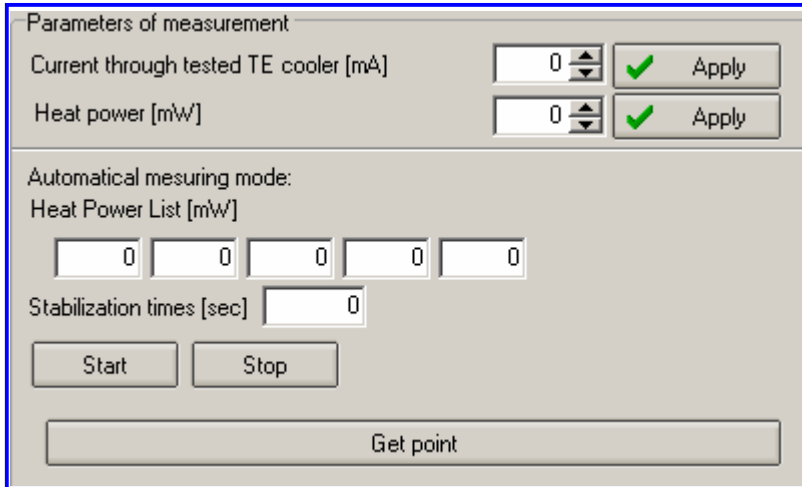 Parameters of measurement
Current through tested TE cooler [mA] 0 Apply
Heat power [mW] 0 Apply
Automatical mesuring mode:
Heat Power List [mW]
0 0 0 0 0
Stabilization times [sec] 0
Start Stop
Get point